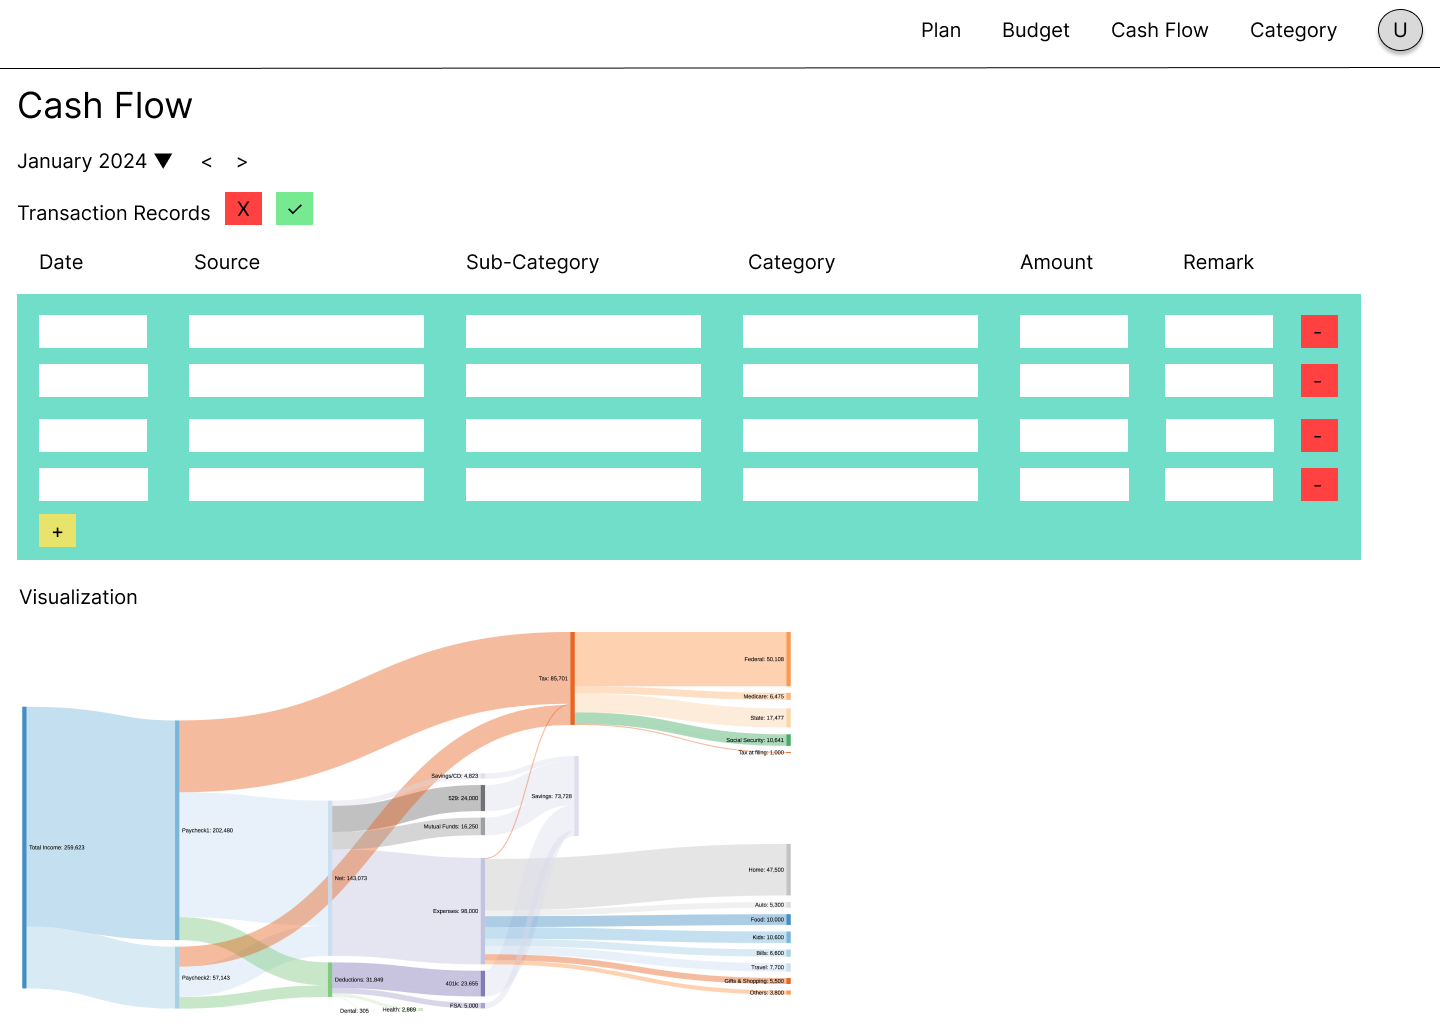 Plan Budget Cash Flow Category U
Cash Flow
January 2024 ▼ < >
Transaction Records X ✓
Date Source Sub-Category Category Amount Remark
-
-
-
-
+
Visualization
Federal: 50,108
Tax: 85,701
Medicare: 6,475
State: 17,477
Social Security: 10,641
Tax at filing: 1,000
Savings/CD: 4,823
529: 24,000
Savings: 73,728
Mutual Funds: 16,250
Paycheck1: 202,480
Total Income: 259,623
Home: 47,500
Net: 143,073
Auto: 5,300
Expenses: 98,000
Food: 10,000
Kids: 10,600
Bills: 6,600
Travel: 7,700
Paycheck2: 57,143
Deductions: 31,849
401k: 23,655
Gifts & Shopping: 5,500
Others: 3,800
FSA: 5,000
Dental: 305
Health: 2,889